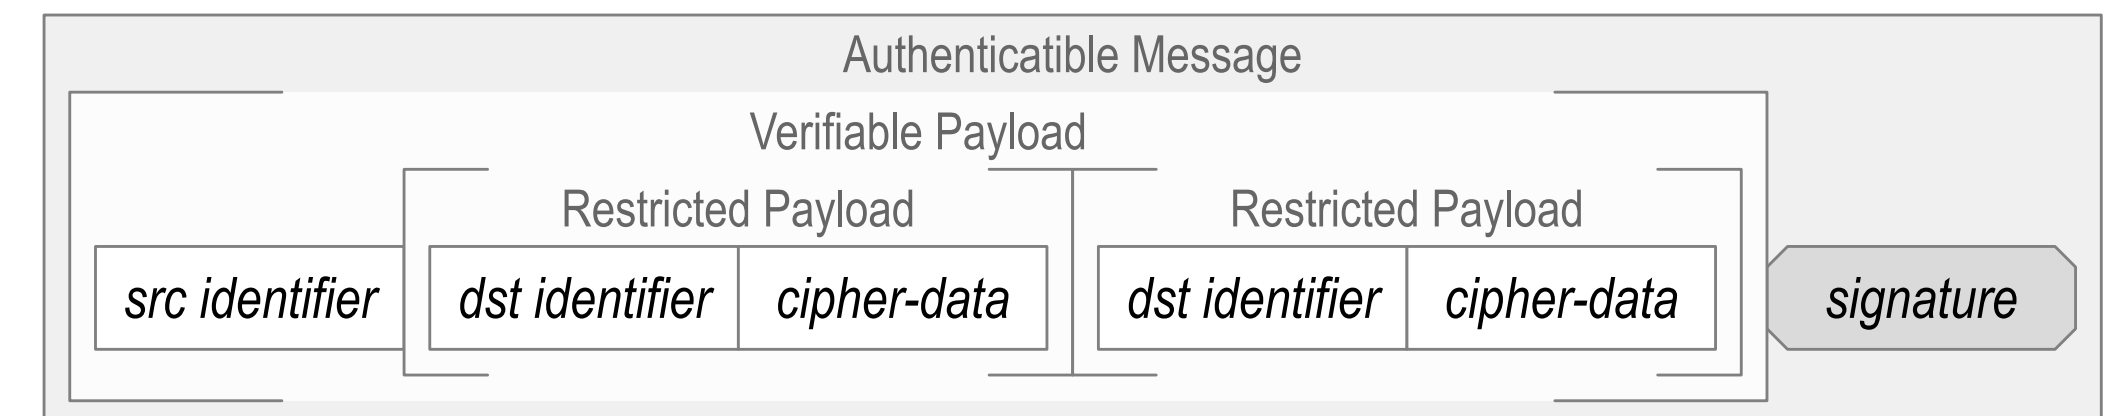 Authenticatible Message
Verifiable Payload
Restricted Payload Restricted Payload
src identifier dst identifier cipher-data dst identifier cipher-data signature